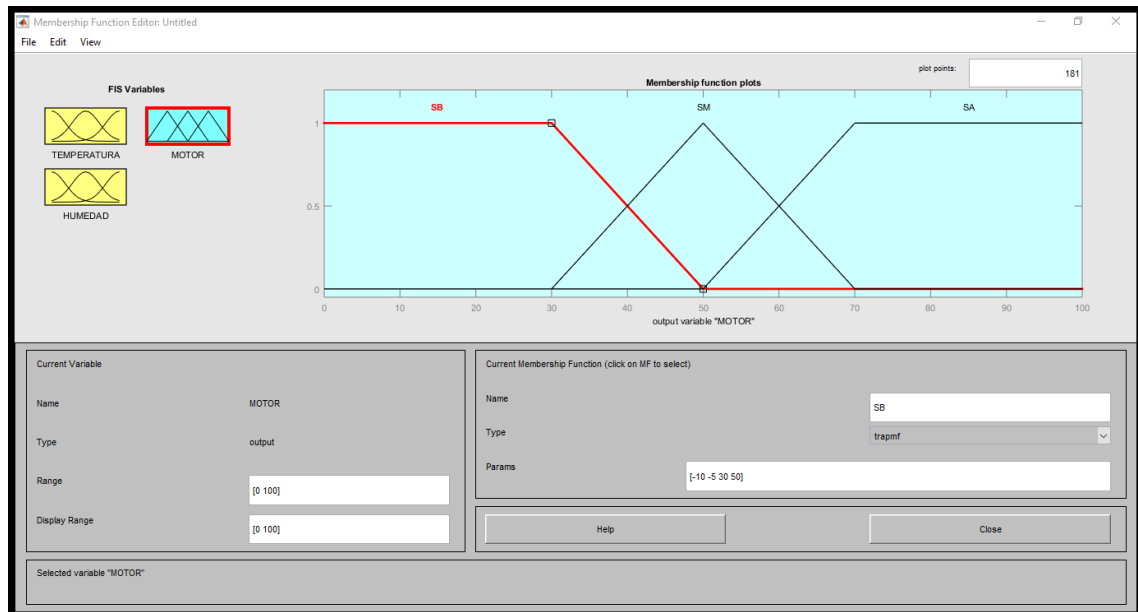 Membership Function Editor: Untitled
File Edit View
FIS Variables
TEMPERATURA
MOTOR
HUMEDAD
plot points:
181
Membership function plots
SB
SM
SA
1
0.5
0
0 10 20 30 40 50 60 70 80 90 100
output variable "MOTOR"
Current Variable
Name MOTOR
Type output
Range [0 100]
Display Range [0 100]
Current Membership Function (click on MF to select)
Name SB
Type trapmf
Params [-10 -5 30 50]
Help Close
Selected variable "MOTOR"